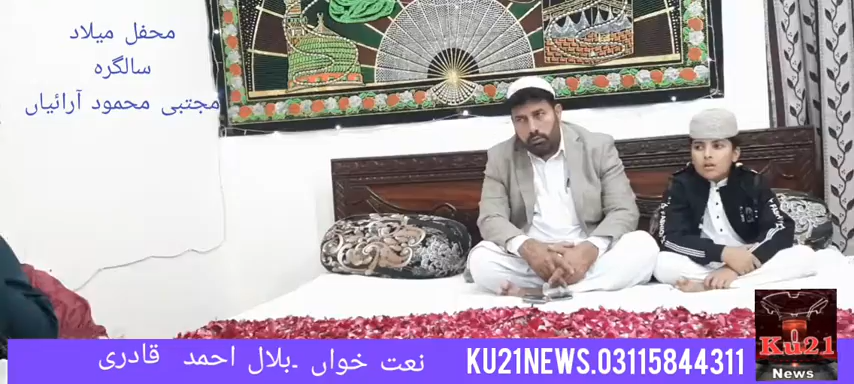 محفل میلاد
سالگرہ
مجتبی محمود آرائیاں
نعت خواں ۔بلال احمد قادری
KU21NEWS.03115844311
Ku21
News